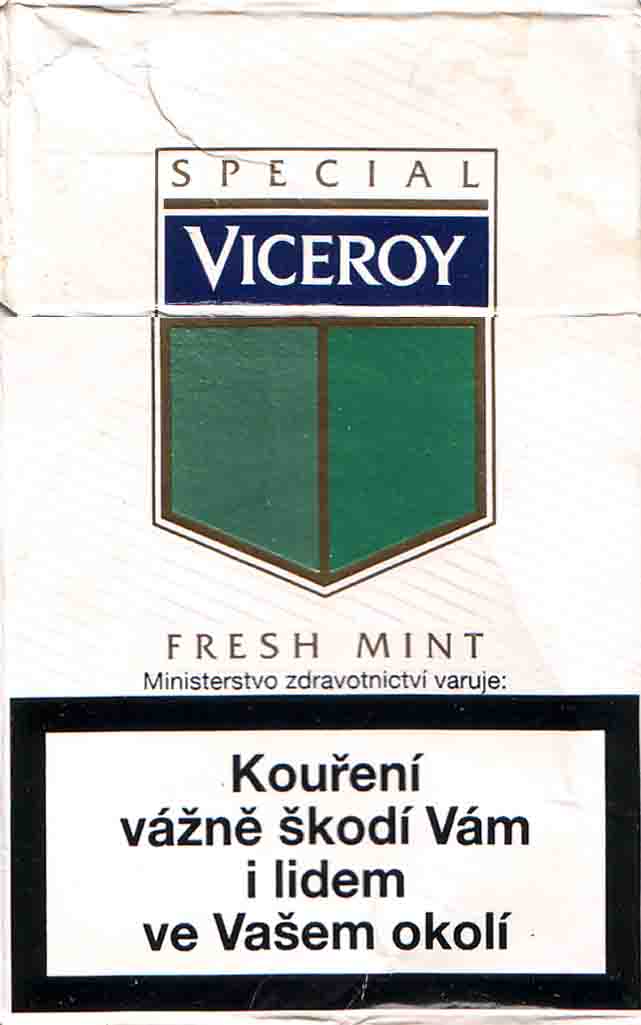 SPECIAL
VICEROY
FRESH MINT
Ministerstvo zdravotnictví varuje:
Kouření
vážně škodí Vám
i lidem
ve Vašem okolí